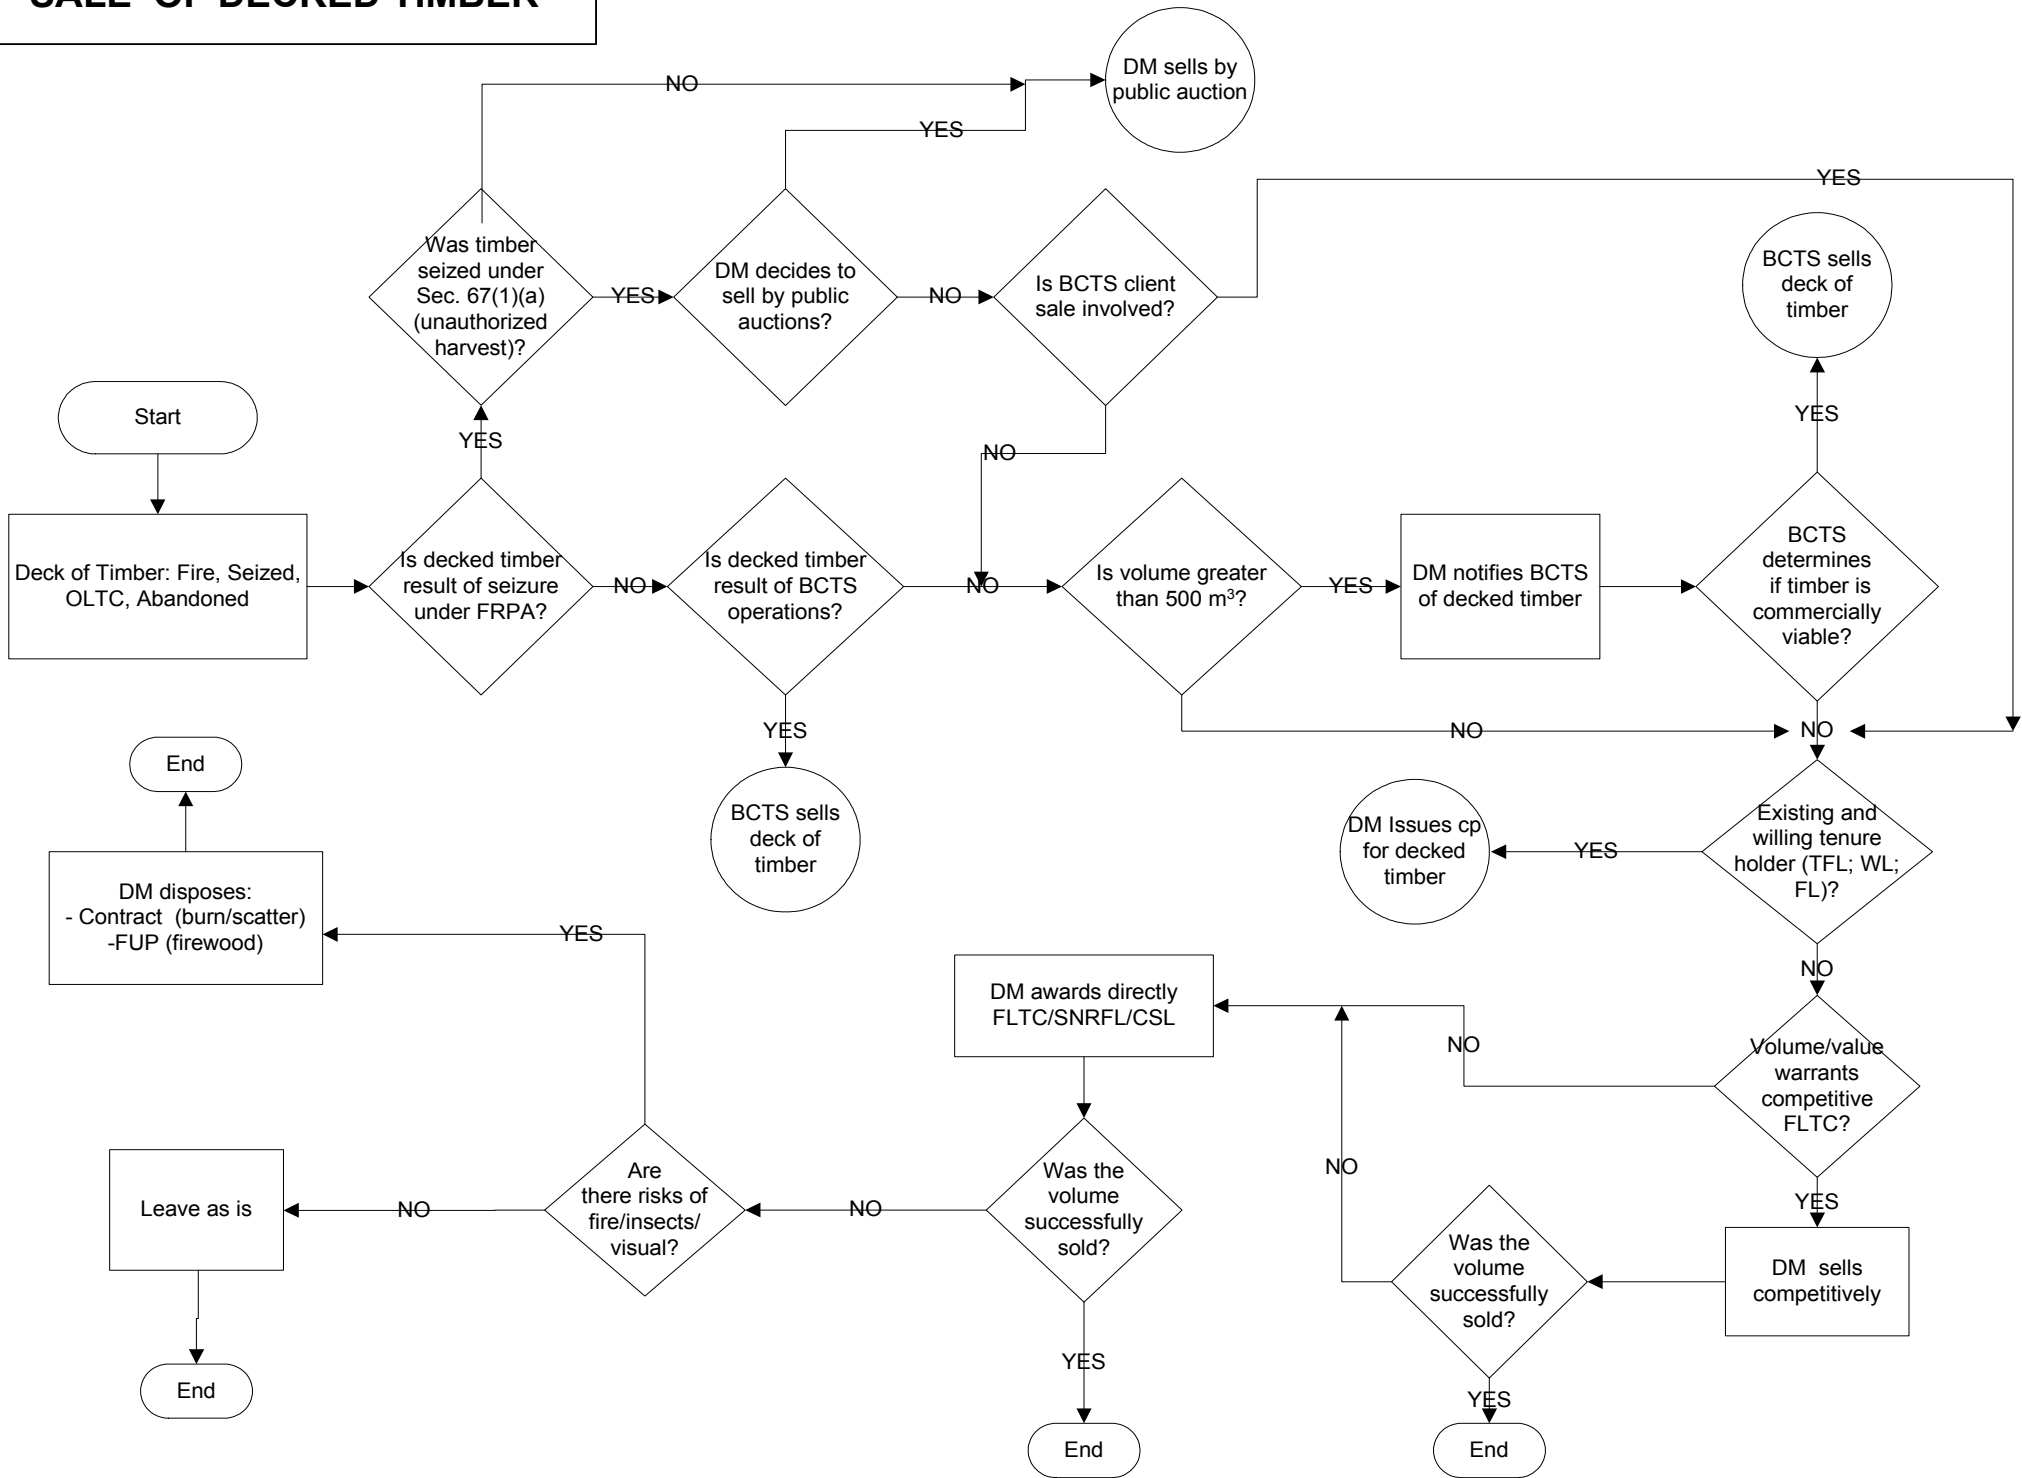 SALE OF DECKED TIMBER
DM sells by
public auction
NO
YES
YES
Was timber
seized under
Sec. 67(1)(a)
(unauthorized
harvest)?
YES
DM decides to
sell by public
auctions?
NO
Is BCTS client
sale involved?
BCTS sells
deck of
timber
Start
YES
NO
YES
Deck of Timber: Fire, Seized,
OLTC, Abandoned
Is decked timber
result of seizure
under FRPA?
NO
Is decked timber
result of BCTS
operations?
NO
Is volume greater
than 500 m³?
YES
DM notifies BCTS
of decked timber
BCTS
determines
if timber is
commercially
viable?
YES
NO
NO
End
BCTS sells
deck of
timber
DM Issues cp
for decked
timber
YES
Existing and
willing tenure
holder (TFL; WL;
FL)?
DM disposes:
- Contract (burn/scatter)
-FUP (firewood)
YES
NO
DM awards directly
FLTC/SNRFL/CSL
NO
Volume/value
warrants
competitive
FLTC?
Leave as is
NO
Are
there risks of
fire/insects/
visual?
NO
Was the
volume
successfully
sold?
NO
YES
Was the
volume
successfully
sold?
DM sells
competitively
YES
YES
End
End
End